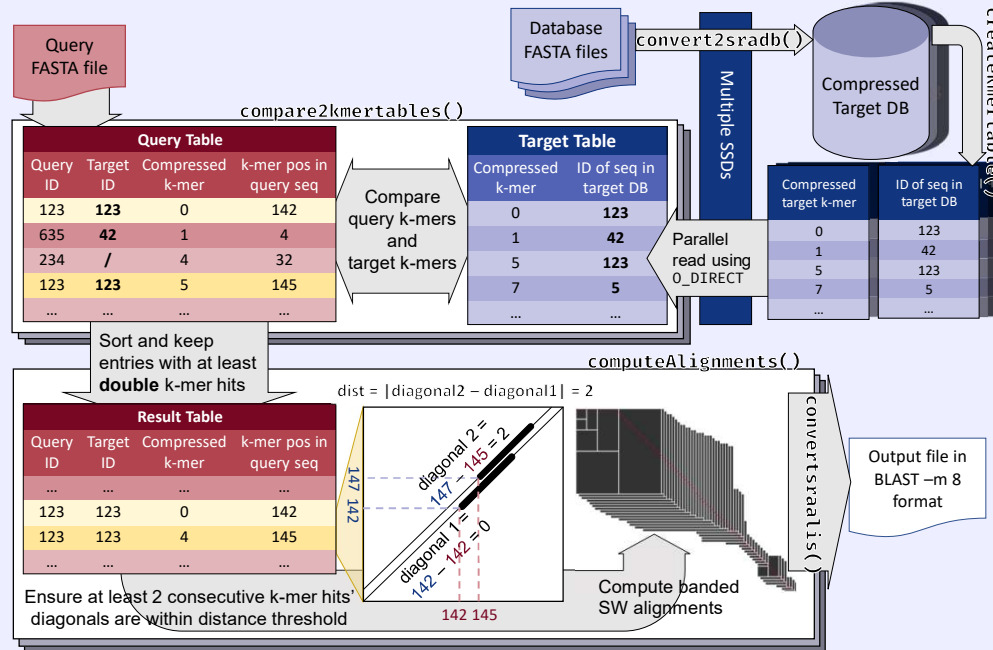 Query
FASTA file
Database
FASTA files
convert2sradb()
Compressed
Target DB
createkmertable()
Multiple SSDs
compare2kmertables()
Query Table
Query ID Target ID Compressed k-mer k-mer pos in query seq
123 123 0 142
635 42 1 4
234 / 4 32
123 123 5 145
... ... ... ...
Compare
query k-mers
and
target k-mers
Target Table
Compressed k-mer ID of seq in target DB
0 123
1 42
5 123
7 5
... ...
Parallel
read using
O_DIRECT
Compressed target k-mer ID of seq in target DB
0 123
1 42
5 123
7 5
... ...
Sort and keep
entries with at least
double k-mer hits
computeAlignments()
Result Table
Query ID Target ID Compressed k-mer k-mer pos in query seq
... ... ... ...
123 123 0 142
123 123 4 145
... ... ... ...
dist = |diagonal2 – diagonal1| = 2
147 142
diagonal 2 =
147 – 145 = 2
diagonal 1 =
142 – 142 = 0
142 145
Ensure at least 2 consecutive k-mer hits’
diagonals are within distance threshold
Compute banded
SW alignments
convertsraalis()
Output file in
BLAST –m 8
format